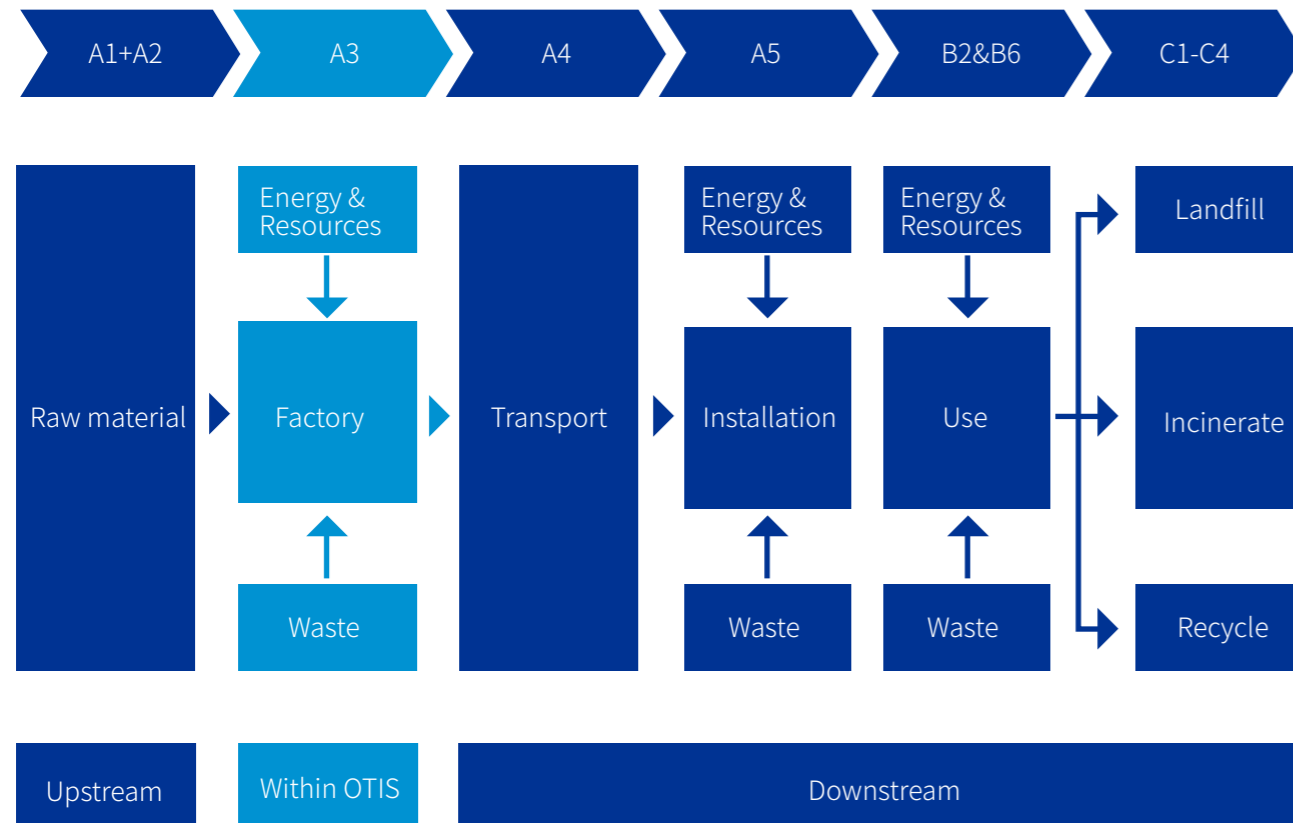 A1+A2
A3
A4
A5
B2&B6
C1-C4
Energy &
Resources
Energy &
Resources
Energy &
Resources
Landfill
Raw material
Factory
Transport
Installation
Use
Incinerate
Waste
Waste
Waste
Recycle
Upstream
Within OTIS
Downstream